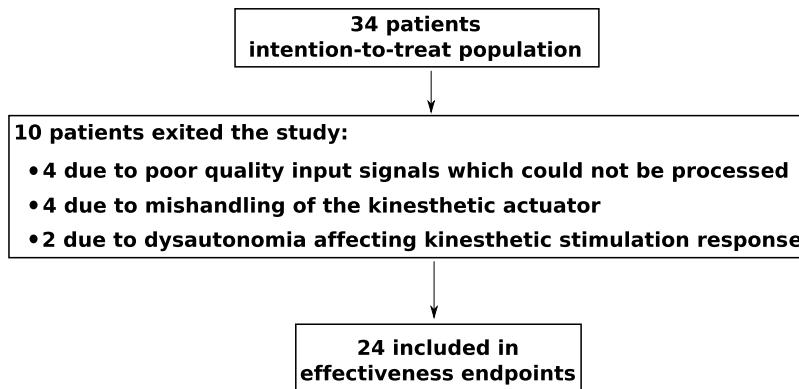 34 patients
intention-to-treat population
10 patients exited the study:
•4 due to poor quality input signals which could not be processed
•4 due to mishandling of the kinesthetic actuator
•2 due to dysautonomia affecting kinesthetic stimulation response
24 included in
effectiveness endpoints